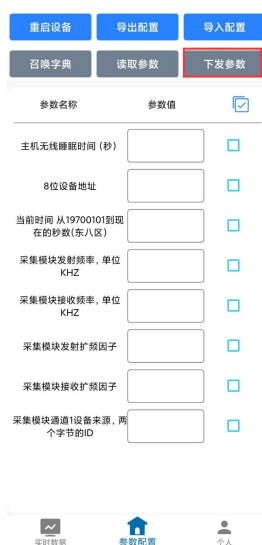 重启设备 导出配置 导入配置
召唤字典 读取参数 下发参数
参数名称 参数值
主机无线睡眠时间 (秒)
8位设备地址
当前时间 从19700101到现
在的秒数(东八区)
采集模块发射频率, 单位
KHZ
采集模块接收频率, 单位
KHZ
采集模块发射扩频因子
采集模块接收扩频因子
采集模块通道1设备来源, 两
个字节的ID
实时数据 参数配置 个人